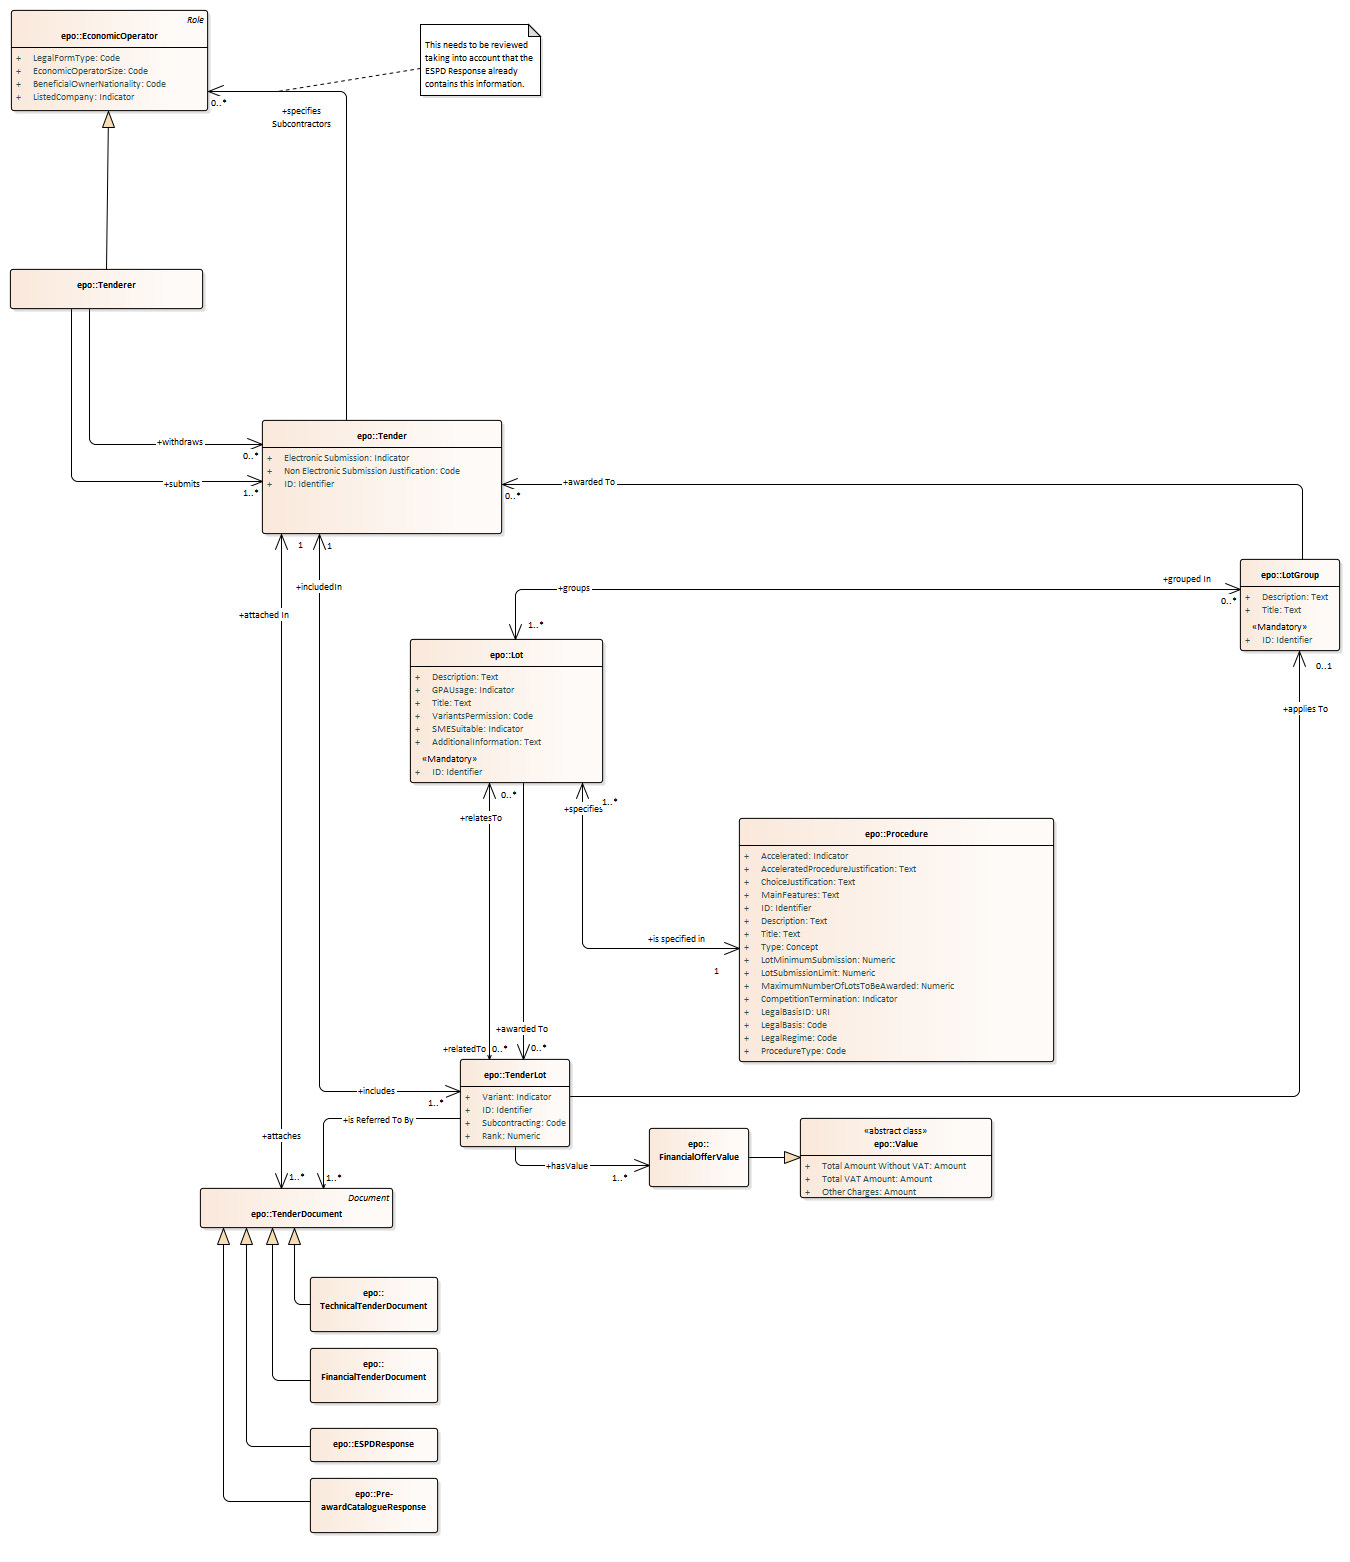 Role
epo::EconomicOperator
+ LegalFormType: Code
+ EconomicOperatorSize: Code
+ BeneficialOwnerNationality: Code
+ ListedCompany: Indicator
This needs to be reviewed
taking into account that the
ESPD Response already
contains this information.
0..*
+specifies
Subcontractors
epo::Tenderer
+withdraws
0..*
+submits
1..*
epo::Tender
+ Electronic Submission: Indicator
+ Non Electronic Submission Justification: Code
+ ID: Identifier
+awarded To
0..*
1
1
+includedIn
+attached In
+groups
1..*
+grouped In
0..*
epo::LotGroup
+ Description: Text
+ Title: Text
«Mandatory»
+ ID: Identifier
0..1
+applies To
epo::Lot
+ Description: Text
+ GPAUsage: Indicator
+ Title: Text
+ VariantsPermission: Code
+ SMESuitable: Indicator
+ AdditionalInformation: Text
«Mandatory»
+ ID: Identifier
0..*
+relatesTo
1..*
+specifies
epo::Procedure
+ Accelerated: Indicator
+ AcceleratedProcedureJustification: Text
+ ChoiceJustification: Text
+ MainFeatures: Text
+ ID: Identifier
+ Description: Text
+ Title: Text
+ Type: Concept
+ LotMinimumSubmission: Numeric
+ LotSubmissionLimit: Numeric
+ MaximumNumberOfLotsToBeAwarded: Numeric
+ CompetitionTermination: Indicator
+ LegalBasisID: URI
+ LegalBasis: Code
+ LegalRegime: Code
+ ProcedureType: Code
+is specified in
1
+awarded To
+relatedTo
0..*
0..*
epo::TenderLot
+ Variant: Indicator
+ ID: Identifier
+ Subcontracting: Code
+ Rank: Numeric
+includes
1..*
+is Referred To By
+attaches
1..*
1..*
+hasValue
1..*
epo::
FinancialOfferValue
«abstract class»
epo::Value
+ Total Amount Without VAT: Amount
+ Total VAT Amount: Amount
+ Other Charges: Amount
Document
epo::TenderDocument
epo::
TechnicalTenderDocument
epo::
FinancialTenderDocument
epo::ESPDResponse
epo::Pre-
awardCatalogueResponse